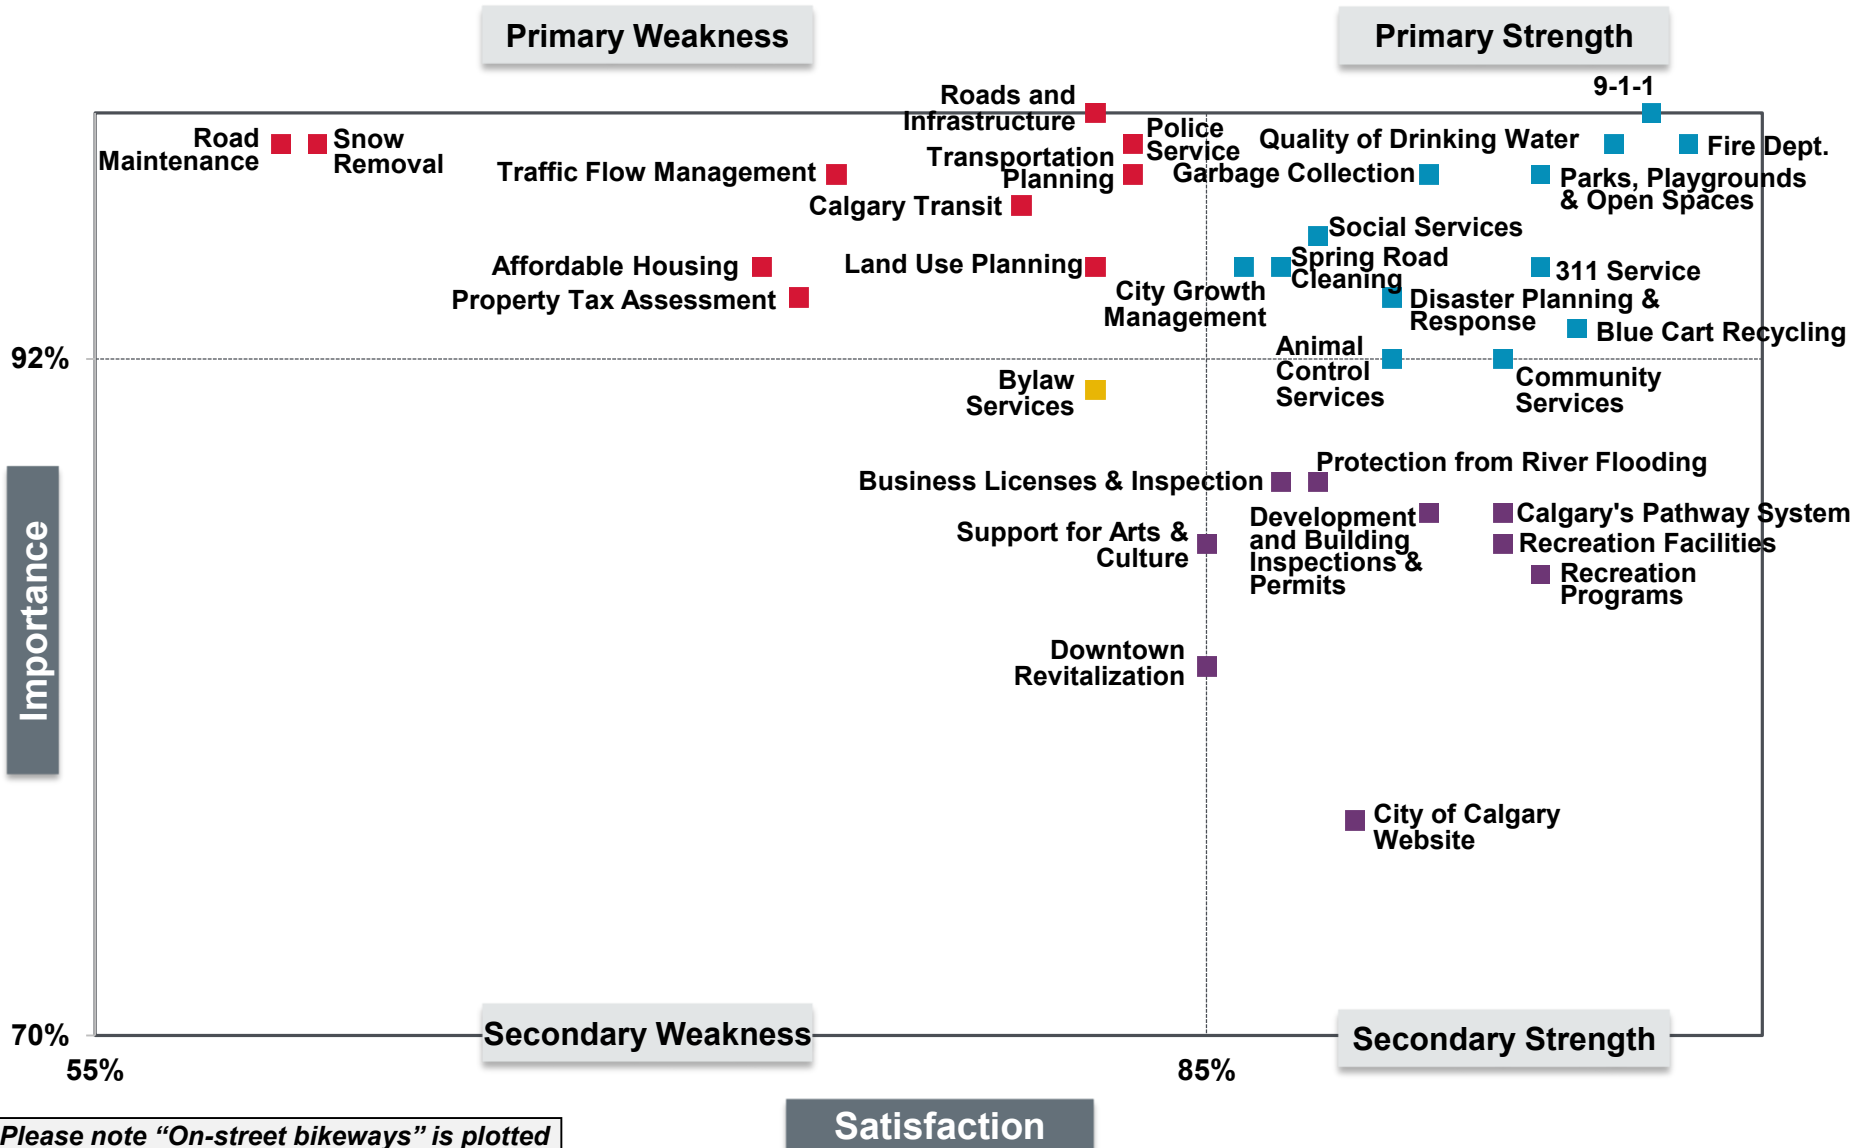 Primary Weakness
Primary Strength
9-1-1
Roads and
Infrastructure
Road
Maintenance
Snow
Removal
Police
Service
Quality of Drinking Water
Fire Dept.
Traffic Flow Management
Transportation
Planning
Garbage Collection
Parks, Playgrounds
& Open Spaces
Calgary Transit
Social Services
Affordable Housing
Land Use Planning
Spring Road
Cleaning
311 Service
Property Tax Assessment
City Growth
Management
Disaster Planning &
Response
Blue Cart Recycling
92%
Animal
Control
Services
Community
Services
Bylaw
Services
Protection from River Flooding
Business Licenses & Inspection
Development
and Building
Inspections &
Permits
Calgary's Pathway System
Support for Arts &
Culture
Recreation Facilities
Recreation
Programs
Importance
Downtown
Revitalization
City of Calgary
Website
Secondary Weakness
Secondary Strength
70%
55%
85%
Satisfaction
Please note “On-street bikeways” is plotted